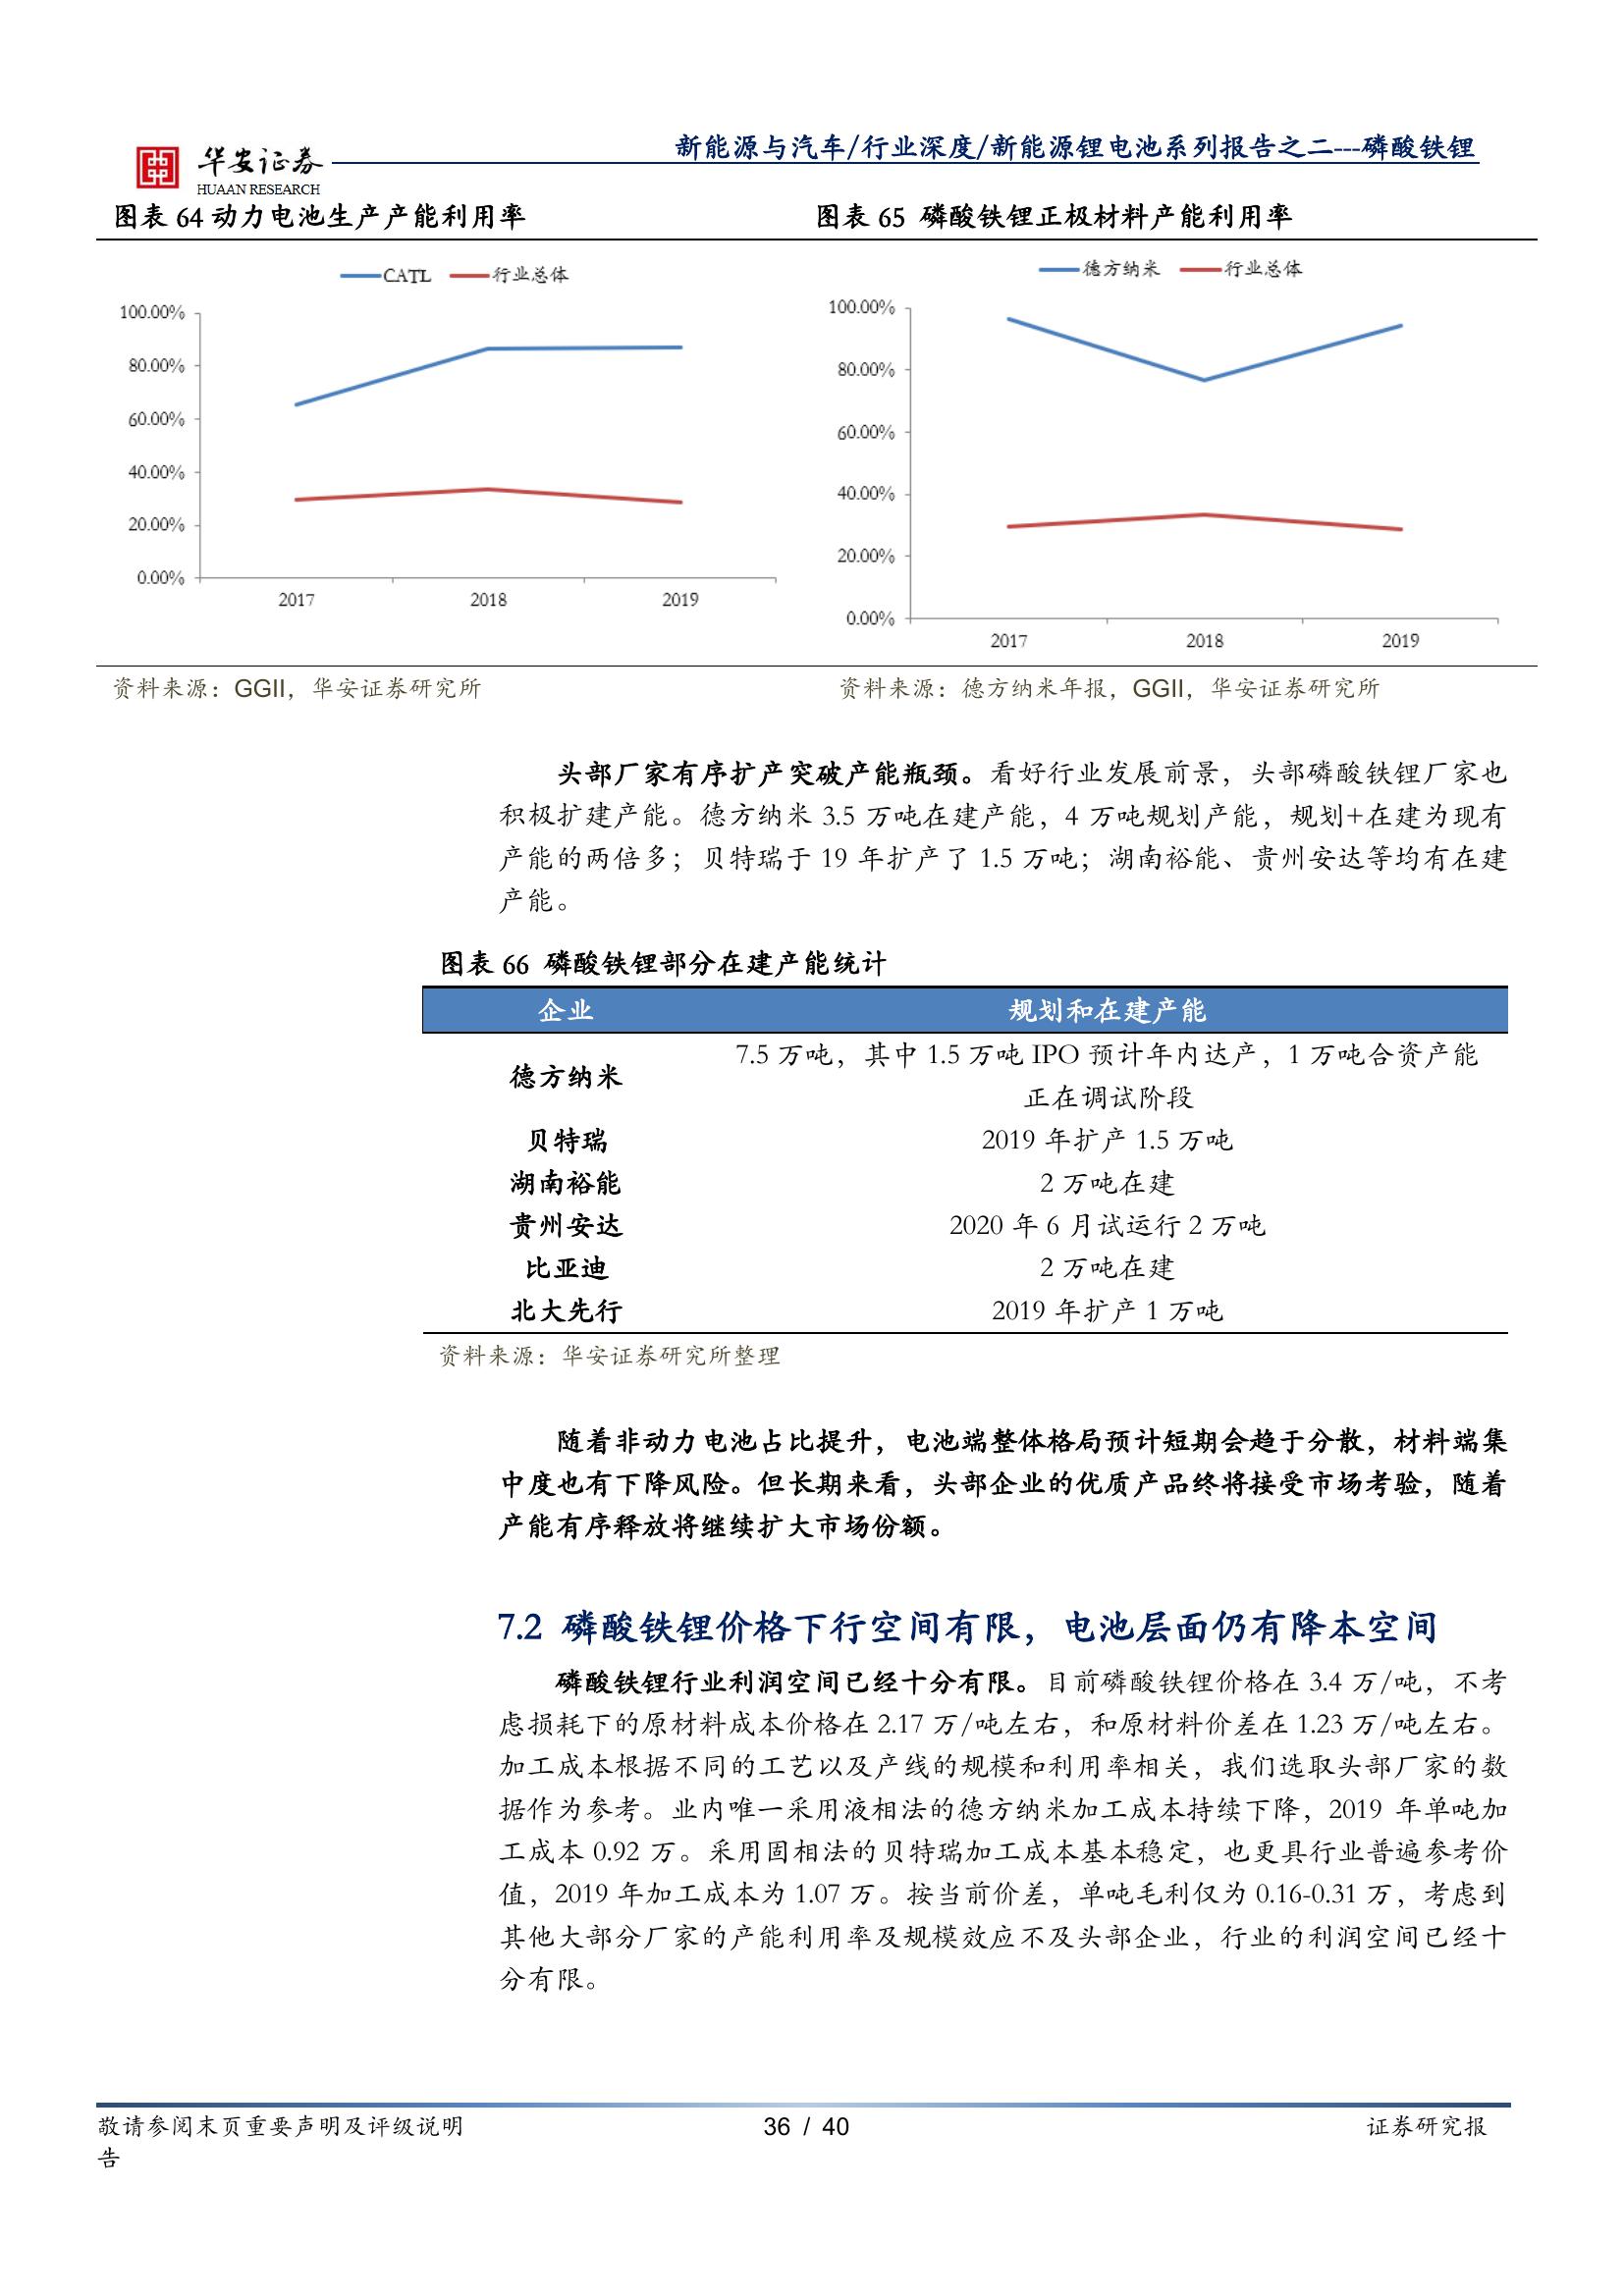 新能源与汽车/行业深度/新能源锂电池系列报告之二---磷酸铁锂
华安证券
HUAAN RESEARCH
图表 64 动力电池生产产能利用率
CATL 行业总体
100.00%
80.00%
60.00%
40.00%
20.00%
0.00%
2017 2018 2019
资料来源：GGII，华安证券研究所
图表 65 磷酸铁锂正极材料产能利用率
德方纳米 行业总体
100.00%
80.00%
60.00%
40.00%
20.00%
0.00%
2017 2018 2019
资料来源：德方纳米年报，GGII，华安证券研究所
头部厂家有序扩产突破产能瓶颈。看好行业发展前景，头部磷酸铁锂厂家也
积极扩建产能。德方纳米 3.5 万吨在建产能，4 万吨规划产能，规划+在建为现有
产能的两倍多；贝特瑞于 19 年扩产了 1.5 万吨；湖南裕能、贵州安达等均有在建
产能。
图表 66 磷酸铁锂部分在建产能统计
企业 规划和在建产能
德方纳米 7.5 万吨，其中 1.5 万吨 IPO 预计年内达产，1 万吨合资产能
正在调试阶段
贝特瑞 2019 年扩产 1.5 万吨
湖南裕能 2 万吨在建
贵州安达 2020 年 6 月试运行 2 万吨
比亚迪 2 万吨在建
北大先行 2019 年扩产 1 万吨
资料来源：华安证券研究所整理
随着非动力电池占比提升，电池端整体格局预计短期会趋于分散，材料端集
中度也有下降风险。但长期来看，头部企业的优质产品终将接受市场考验，随着
产能有序释放将继续扩大市场份额。
7.2 磷酸铁锂价格下行空间有限，电池层面仍有降本空间
磷酸铁锂行业利润空间已经十分有限。目前磷酸铁锂价格在 3.4 万/吨，不考
虑损耗下的原材料成本价格在 2.17 万/吨左右，和原材料价差在 1.23 万/吨左右。
加工成本根据不同的工艺以及产线的规模和利用率相关，我们选取头部厂家的数
据作为参考。业内唯一采用液相法的德方纳米加工成本持续下降，2019 年单吨加
工成本 0.92 万。采用固相法的贝特瑞加工成本基本稳定，也更具行业普遍参考价
值，2019 年加工成本为 1.07 万。按当前价差，单吨毛利仅为 0.16-0.31 万，考虑到
其他大部分厂家的产能利用率及规模效应不及头部企业，行业的利润空间已经十
分有限。
敬请参阅末页重要声明及评级说明 36 / 40 证券研究报
告